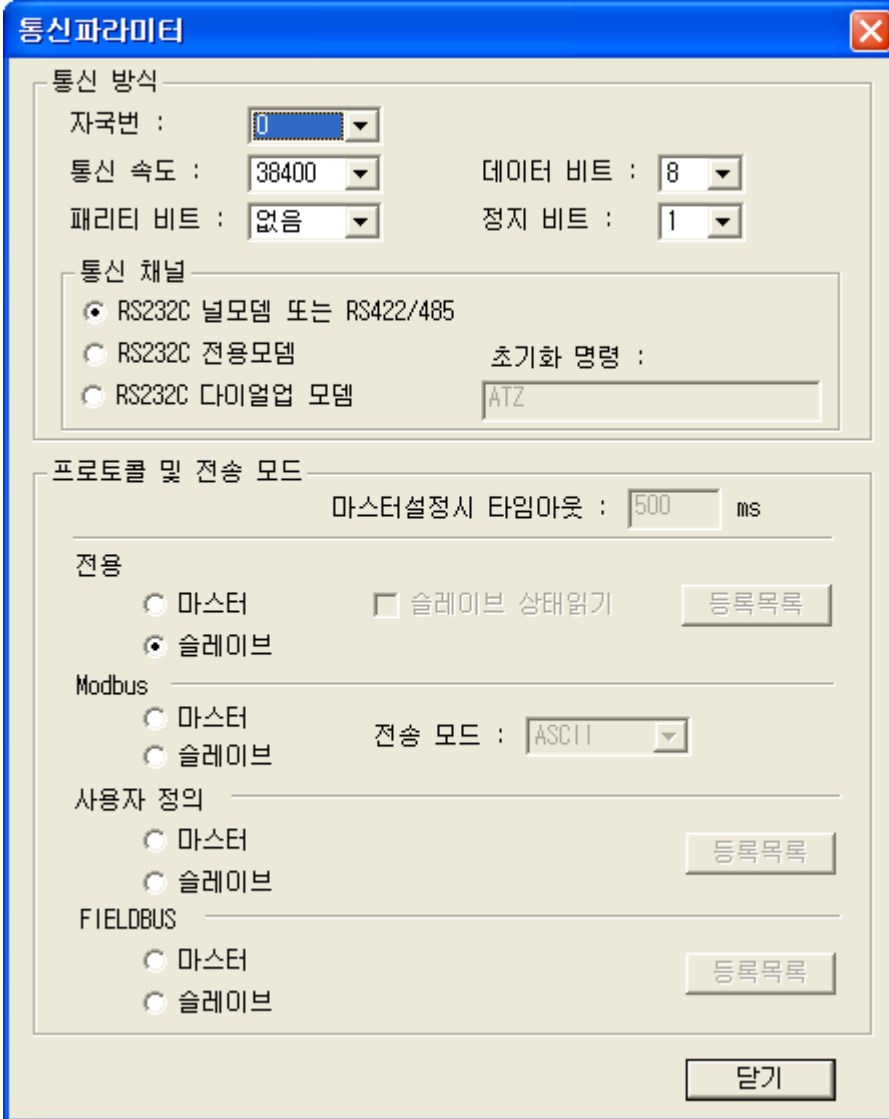 통신파라미터
통신 방식
자국번 : 0
통신 속도 : 38400 데이터 비트 : 8
패리티 비트 : 없음 정지 비트 : 1
통신 채널
RS232C 널모뎀 또는 RS422/485
RS232C 전용모뎀 초기화 명령 :
RS232C 다이얼업 모뎀 ATZ
프로토콜 및 전송 모드
마스터설정시 타임아웃 : 500 ms
전용
마스터 슬레이브 상태읽기 등록목록
슬레이브
Modbus
마스터
전송 모드 : ASCII
슬레이브
사용자 정의
마스터
등록목록
슬레이브
FIELDBUS
마스터
등록목록
슬레이브
닫기